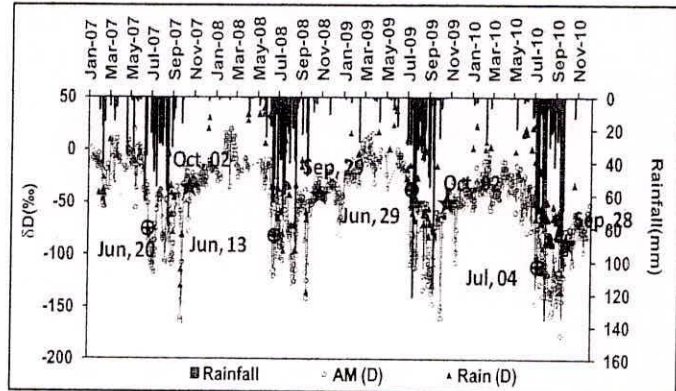 Jan-07
Mar-07
May-07
Jul-07
Sep-07
Nov-07
Jan-08
Mar-08
May-08
Jul-08
Sep-08
Nov-08
Jan-09
Mar-09
May-09
Jul-09
Sep-09
Nov-09
Jan-10
Mar-10
May-10
Jul-10
Sep-10
Nov-10
50
0
-50
-100
-150
-200
δD(‰)
0
20
40
60
80
100
120
140
160
Rainfall(mm)
Oct, 02
Sep, 29
Oct, 02
Sep, 28
Jun, 20
Jun, 13
Jun, 29
Jul, 04
Rainfall
AM (D)
Rain (D)